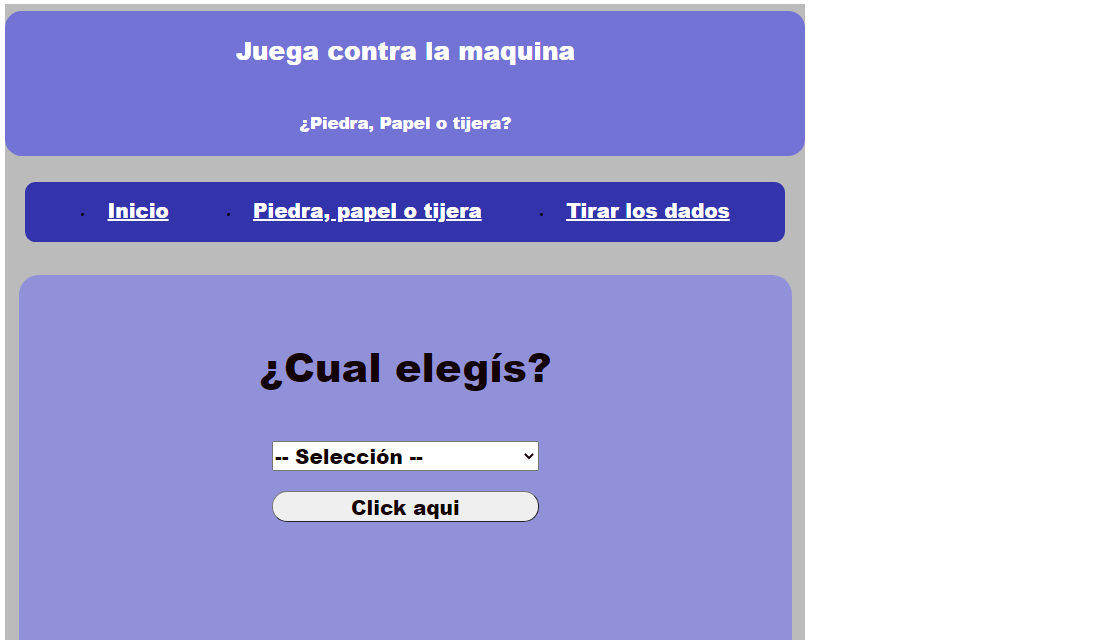 Juega contra la maquina
¿Piedra, Papel o tijera?
Inicio
Piedra, papel o tijera
Tirar los dados
¿Cual elegís?
-- Selección --
Click aqui